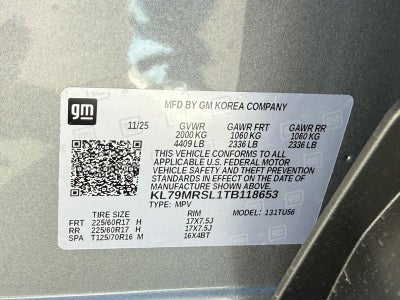 gm
MFD BY GM KOREA COMPANY
11/25 GVWR GAWR FRT GAWR RR
2000 KG 1060 KG 1060 KG
4409 LB 2336 LB 2336 LB
THIS VEHICLE CONFORMS TO ALL
APPLICABLE U.S. FEDERAL MOTOR
VEHICLE SAFETY, BUMPER, AND
THEFT PREVENTION STANDARDS IN
EFFECT ON THE DATE OF
MANUFACTURE SHOWN ABOVE.
KL79MRSL1TB118653
TYPE: MPV MODEL: 131TU56
TIRE SIZE RIM
FRT 225/60R17 H 17X7.5J
RR 225/60R17 H 17X7.5J
SPA T125/70R16 M 16X4BT